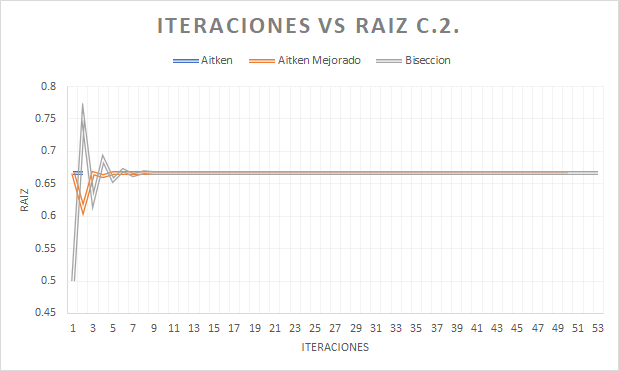 ITERACIONES VS RAIZ C.2.
Aitken Aitken Mejorado Biseccion
0.8
0.75
0.7
0.65
0.6
0.55
0.5
0.45
RAIZ
1 3 5 7 9 11 13 15 17 19 21 23 25 27 29 31 33 35 37 39 41 43 45 47 49 51 53
ITERACIONES